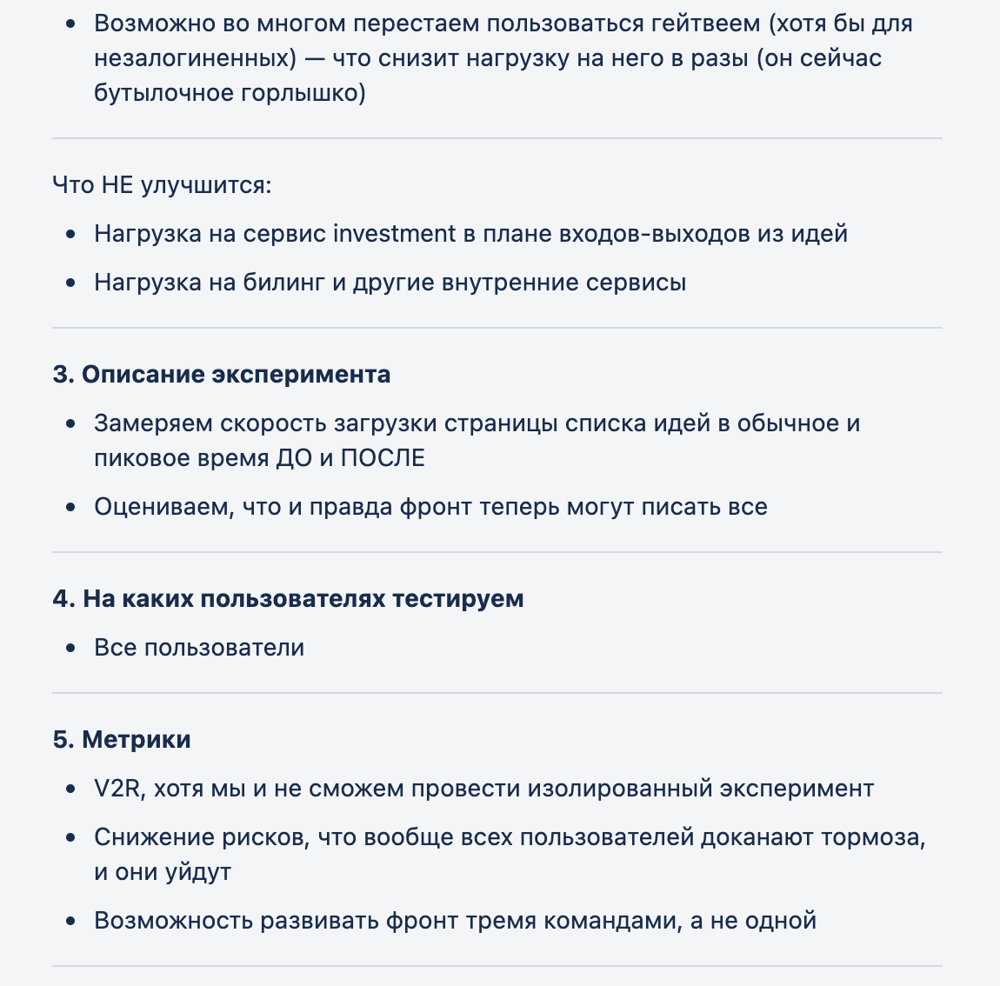 • Возможно во многом перестаем пользоваться гейтвеем (хотя бы для
незалогиненных) — что снизит нагрузку на него в разы (он сейчас
бутылочное горлышко)
Что НЕ улучшится:
• Нагрузка на сервис investment в плане входов-выходов из идей
• Нагрузка на билинг и другие внутренние сервисы
3. Описание эксперимента
• Замеряем скорость загрузки страницы списка идей в обычное и
пиковое время ДО и ПОСЛЕ
• Оцениваем, что и правда фронт теперь могут писать все
4. На каких пользователях тестируем
• Все пользователи
5. Метрики
• V2R, хотя мы и не сможем провести изолированный эксперимент
• Снижение рисков, что вообще всех пользователей доканают тормоза,
и они уйдут
• Возможность развивать фронт тремя командами, а не одной